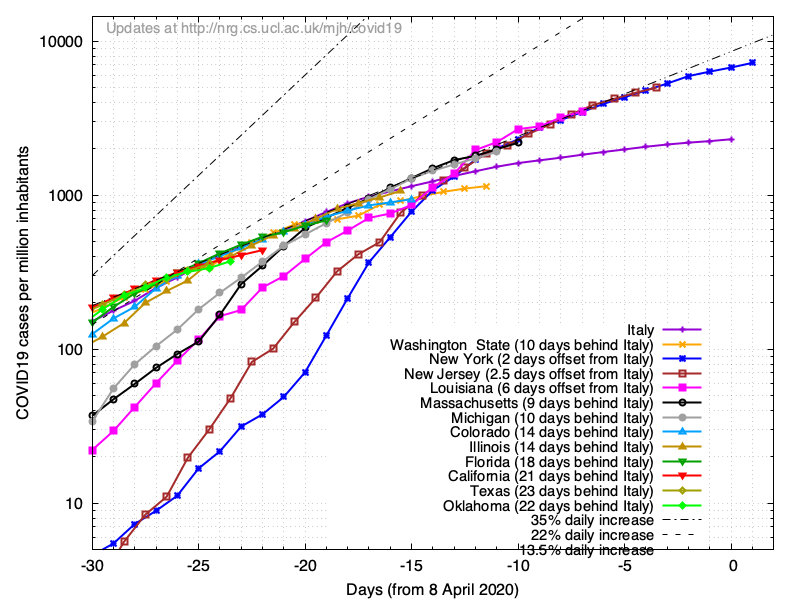 Updates at http://nrg.cs.ucl.ac.uk/mjh/covid19
10000
1000
100
10
COVID19 cases per million inhabitants
Italy
Washington State (10 days behind Italy)
New York (2 days offset from Italy)
New Jersey (2.5 days offset from Italy)
Louisiana (6 days offset from Italy)
Massachusetts (9 days behind Italy)
Michigan (10 days behind Italy)
Colorado (14 days behind Italy)
Illinois (14 days behind Italy)
Florida (18 days behind Italy)
California (21 days behind Italy)
Texas (23 days behind Italy)
Oklahoma (22 days behind Italy)
35% daily increase
22% daily increase
13.5% daily increase
-30 -25 -20 -15 -10 -5 0
Days (from 8 April 2020)